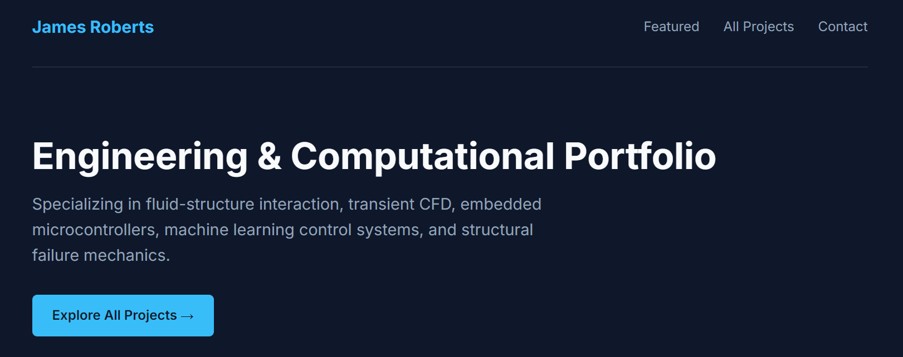 James Roberts
Featured
All Projects
Contact
Engineering & Computational Portfolio
Specializing in fluid-structure interaction, transient CFD, embedded
microcontrollers, machine learning control systems, and structural
failure mechanics.
Explore All Projects →